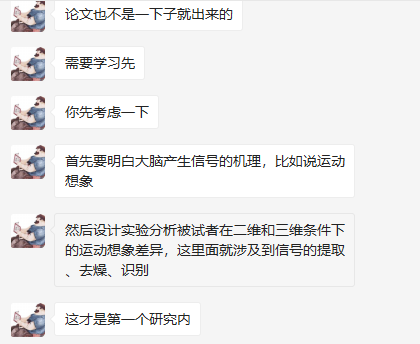 论文也不是一下子就出来的
需要学习先
你先考虑一下
首先要明白大脑产生信号的机理，比如说运动
想象
然后设计实验分析被试者在二维和三维条件下
的运动想象差异，这里面就涉及到信号的提取
、去燥、识别
这才是第一个研究内